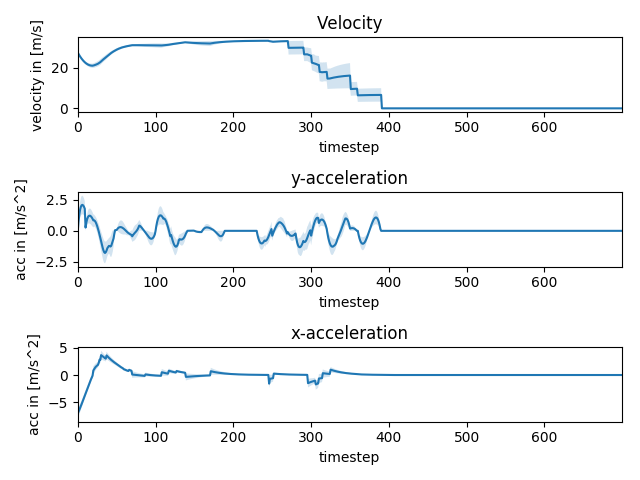 Velocity
velocity in [m/s]
20
0
0 100 200 300 400 500 600
timestep
y-acceleration
acc in [m/s^2]
2.5
0.0
−2.5
0 100 200 300 400 500 600
timestep
x-acceleration
acc in [m/s^2]
5
0
−5
0 100 200 300 400 500 600
timestep